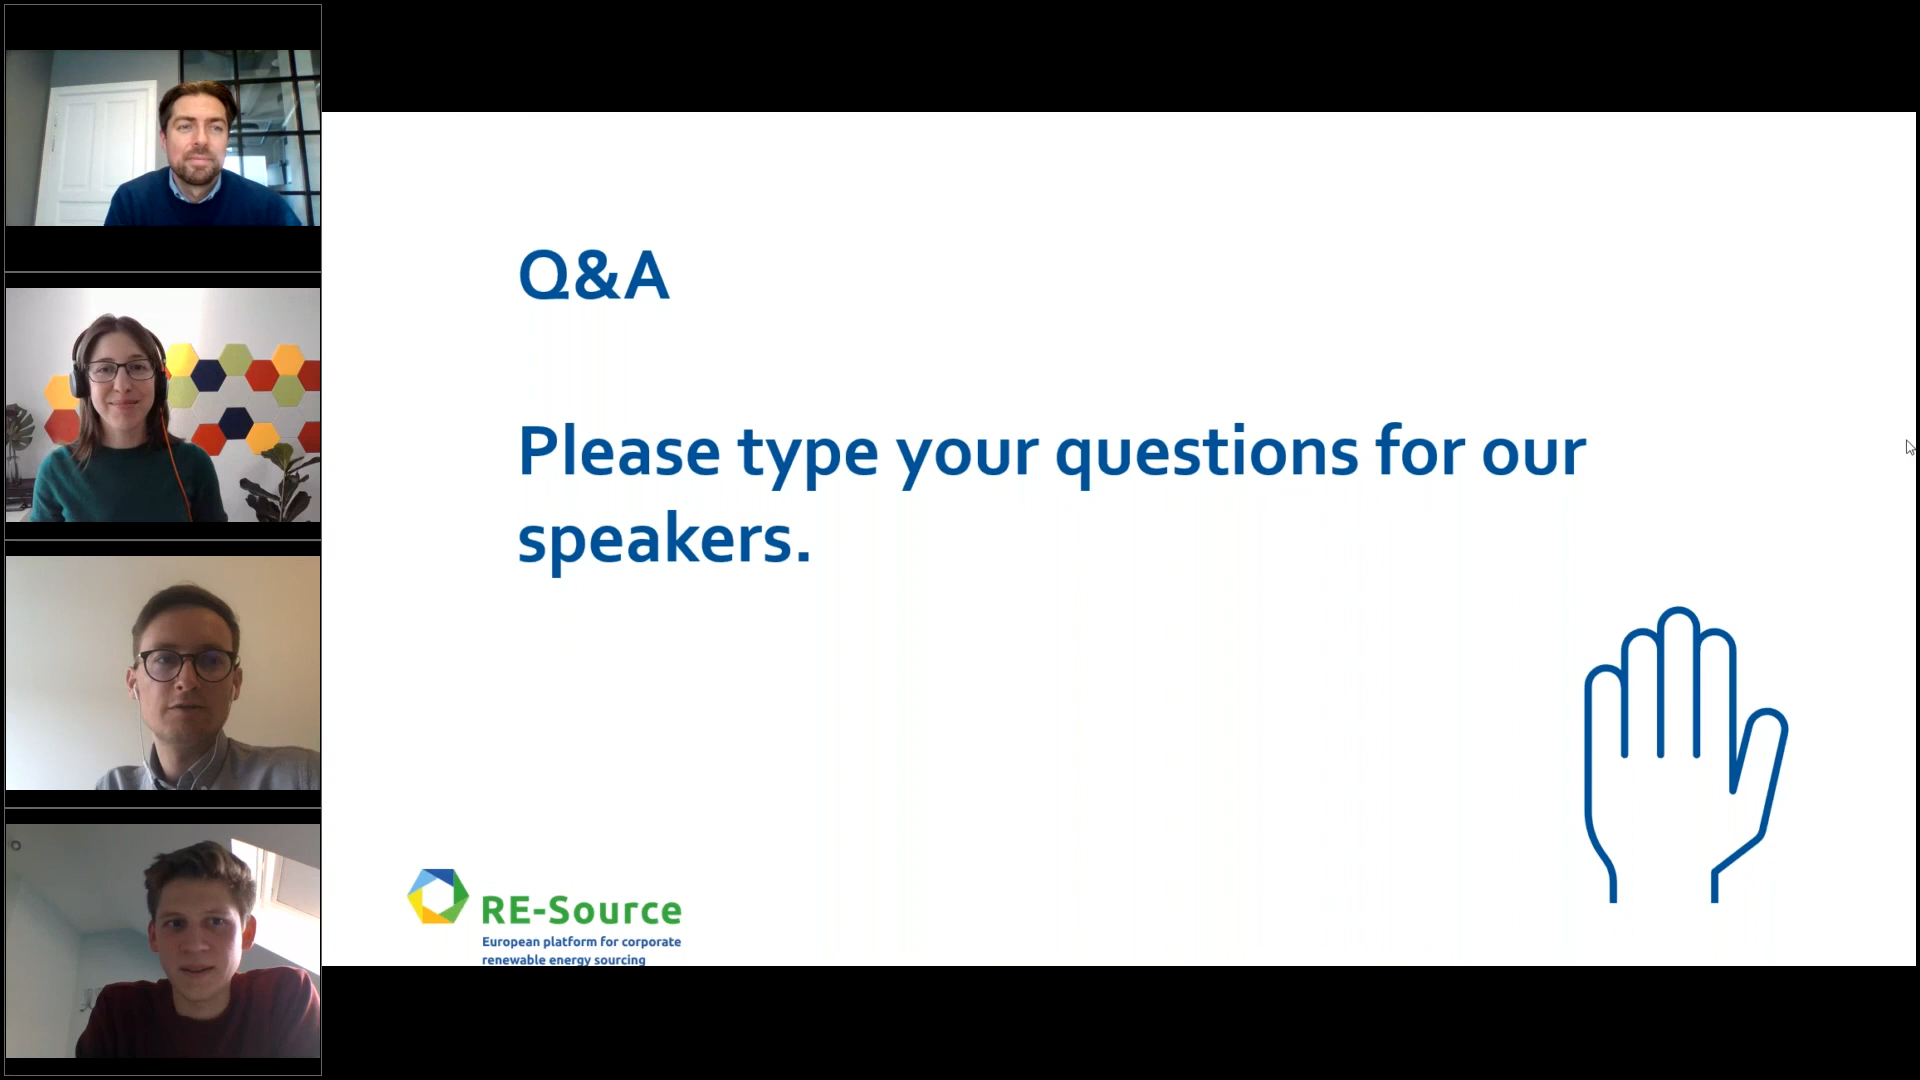 Q&A
Please type your questions for our
speakers.
RE-Source
European platform for corporate
renewable energy sourcing